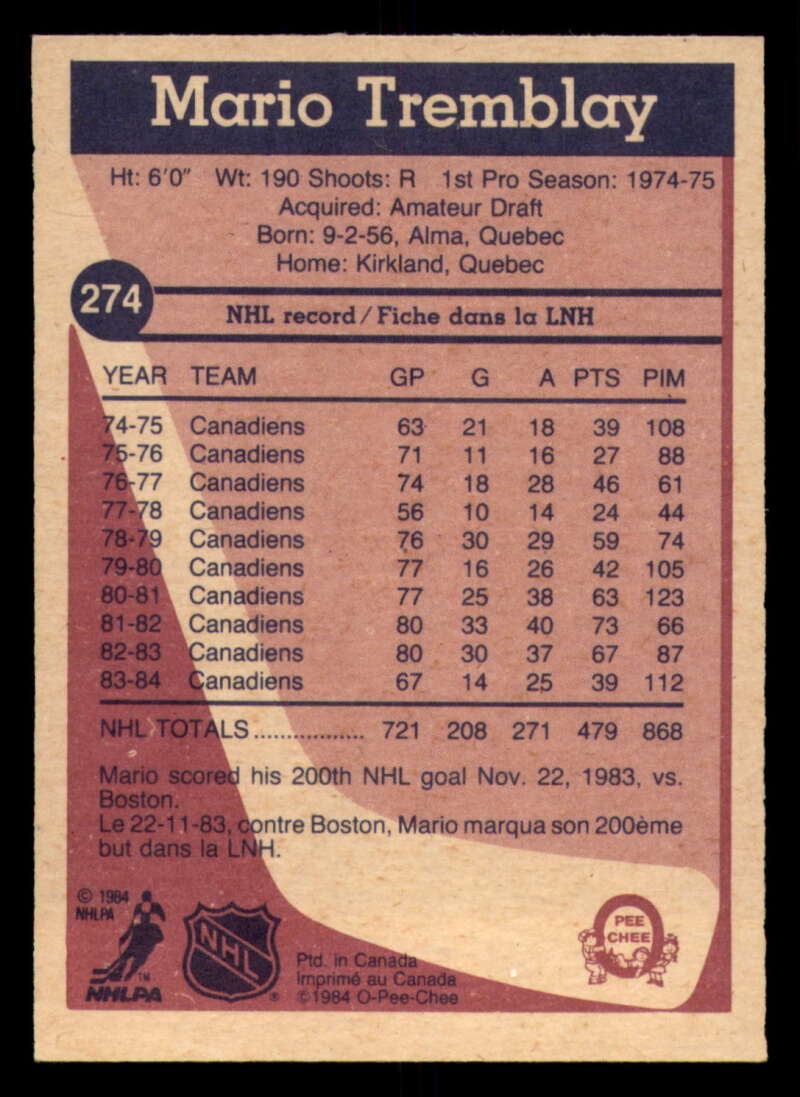 Mario Tremblay
Ht: 6'0" Wt: 190 Shoots: R 1st Pro Season: 1974-75
Acquired: Amateur Draft
Born: 9-2-56, Alma, Quebec
Home: Kirkland, Quebec
274
NHL record/Fiche dans la LNH
YEAR TEAM GP G A PTS PIM
74-75 Canadiens 63 21 18 39 108
75-76 Canadiens 71 11 16 27 88
76-77 Canadiens 74 18 28 46 61
77-78 Canadiens 56 10 14 24 44
78-79 Canadiens 76 30 29 59 74
79-80 Canadiens 77 16 26 42 105
80-81 Canadiens 77 25 38 63 123
81-82 Canadiens 80 33 40 73 66
82-83 Canadiens 80 30 37 67 87
83-84 Canadiens 67 14 25 39 112
NHL TOTALS................. 721 208 271 479 868
Mario scored his 200th NHL goal Nov. 22, 1983, vs.
Boston.
Le 22-11-83, contre Boston, Mario marqua son 200ème
but dans la LNH.
© 1984
NHLPA
TM
NHLPA
NHL
®
Ptd. in Canada
Imprimé au Canada
©1984 O-Pee-Chee
O
PEE
CHEE